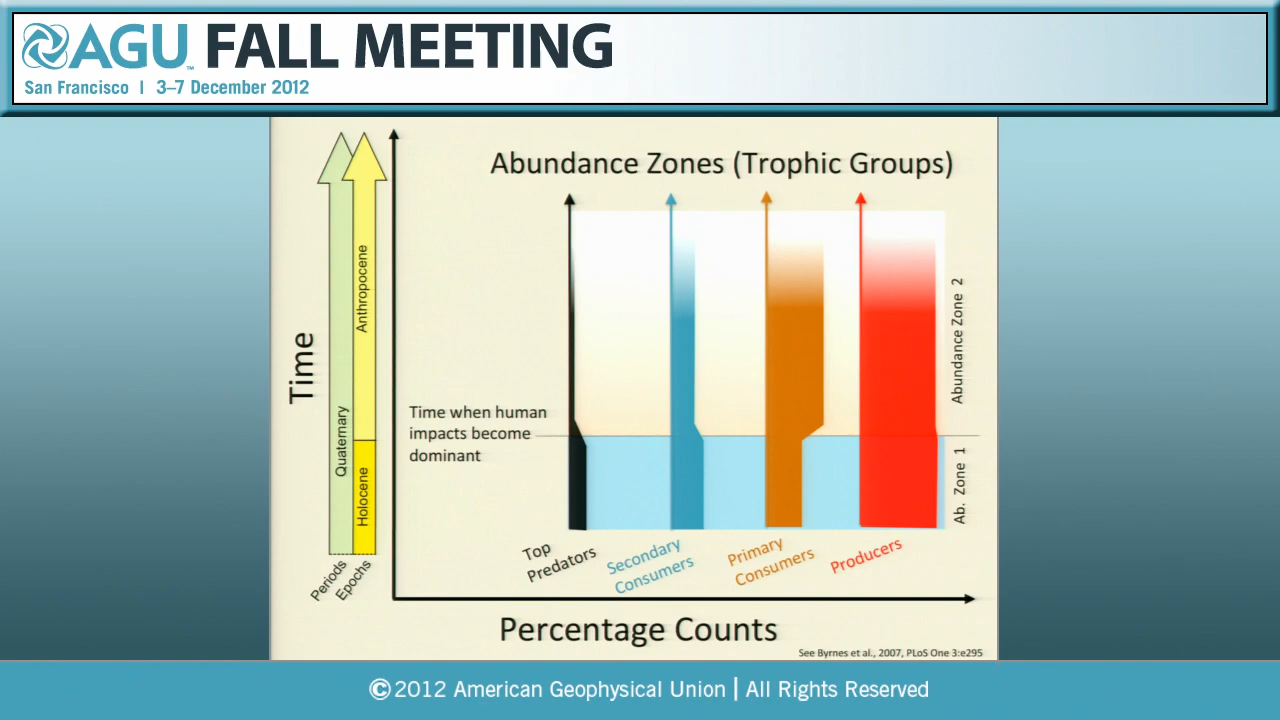 AGU™ FALL MEETING
San Francisco | 3–7 December 2012
Abundance Zones (Trophic Groups)
Time
Quaternary
Anthropocene
Holocene
Periods
Epochs
Time when human
impacts become
dominant
Abundance Zone 2
Ab. Zone 1
Top
Predators
Secondary
Consumers
Primary
Consumers
Producers
Percentage Counts
See Byrnes et al., 2007, PLoS One 3:e295
©2012 American Geophysical Union | All Rights Reserved